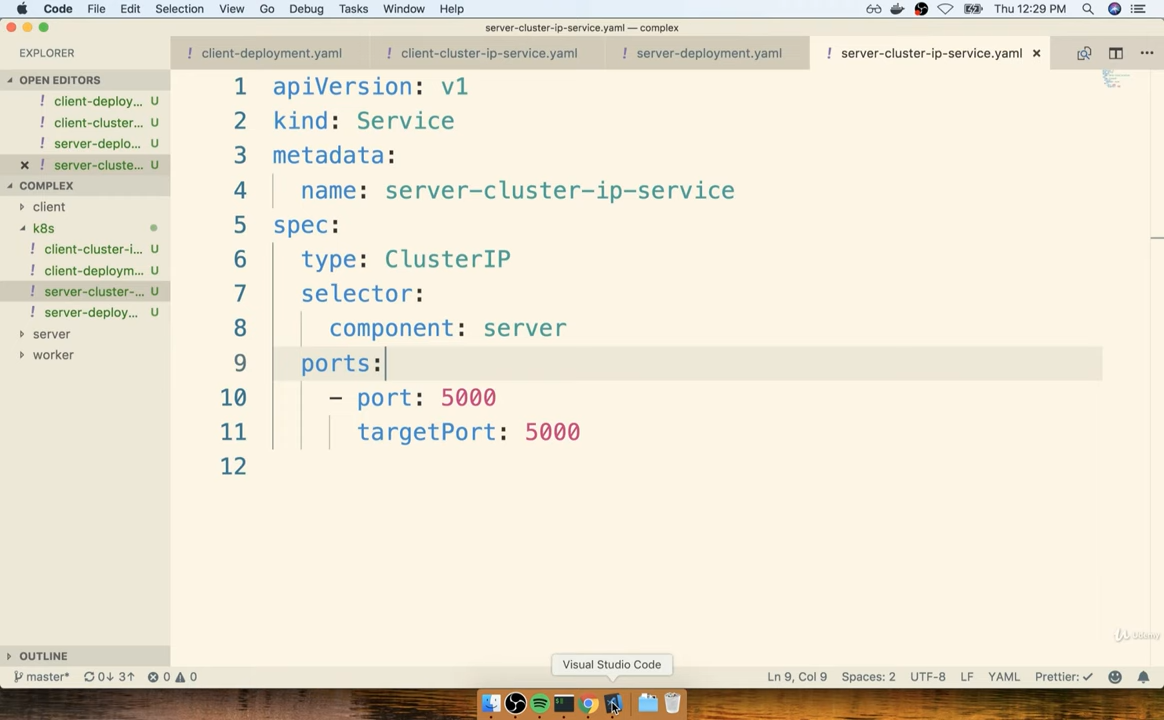 Code File Edit Selection View Go Debug Tasks Window Help Thu 12:29 PM
server-cluster-ip-service.yaml — complex
EXPLORER
! client-deployment.yaml ! client-cluster-ip-service.yaml ! server-deployment.yaml ! server-cluster-ip-service.yaml ×
OPEN EDITORS
! client-deploy... U
! client-cluster... U
! server-deplo... U
× ! server-cluste... U
COMPLEX
client
k8s
! client-cluster-i... U
! client-deploym... U
! server-cluster-... U
! server-deploy... U
server
worker
1 apiVersion: v1
2 kind: Service
3 metadata:
4 name: server-cluster-ip-service
5 spec:
6 type: ClusterIP
7 selector:
8 component: server
9 ports:
10 - port: 5000
11 targetPort: 5000
12
Udemy
OUTLINE
Visual Studio Code
master* 0↓ 3↑ 0 0 Ln 9, Col 9 Spaces: 2 UTF-8 LF YAML Prettier: ✓